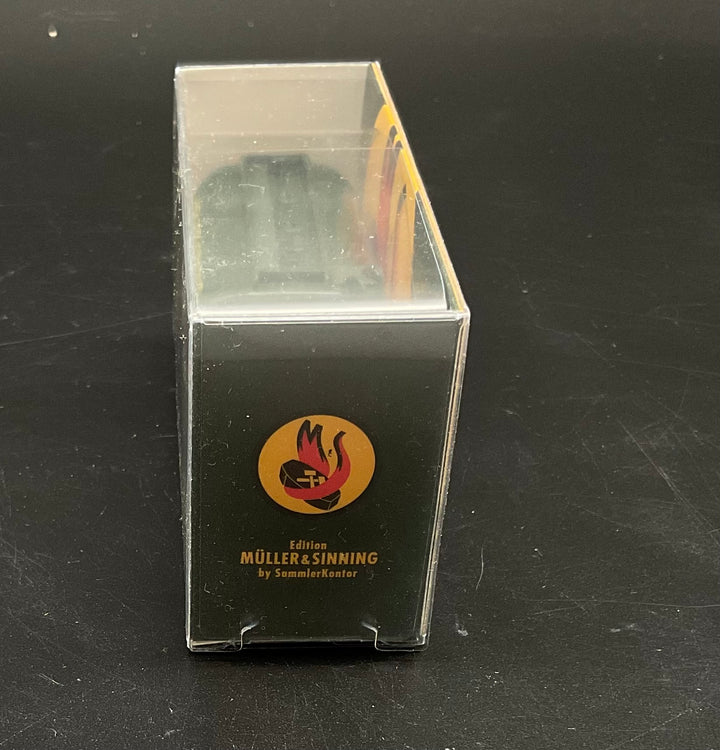 Edition
MÜLLER & SINNING
by SammlerKontor